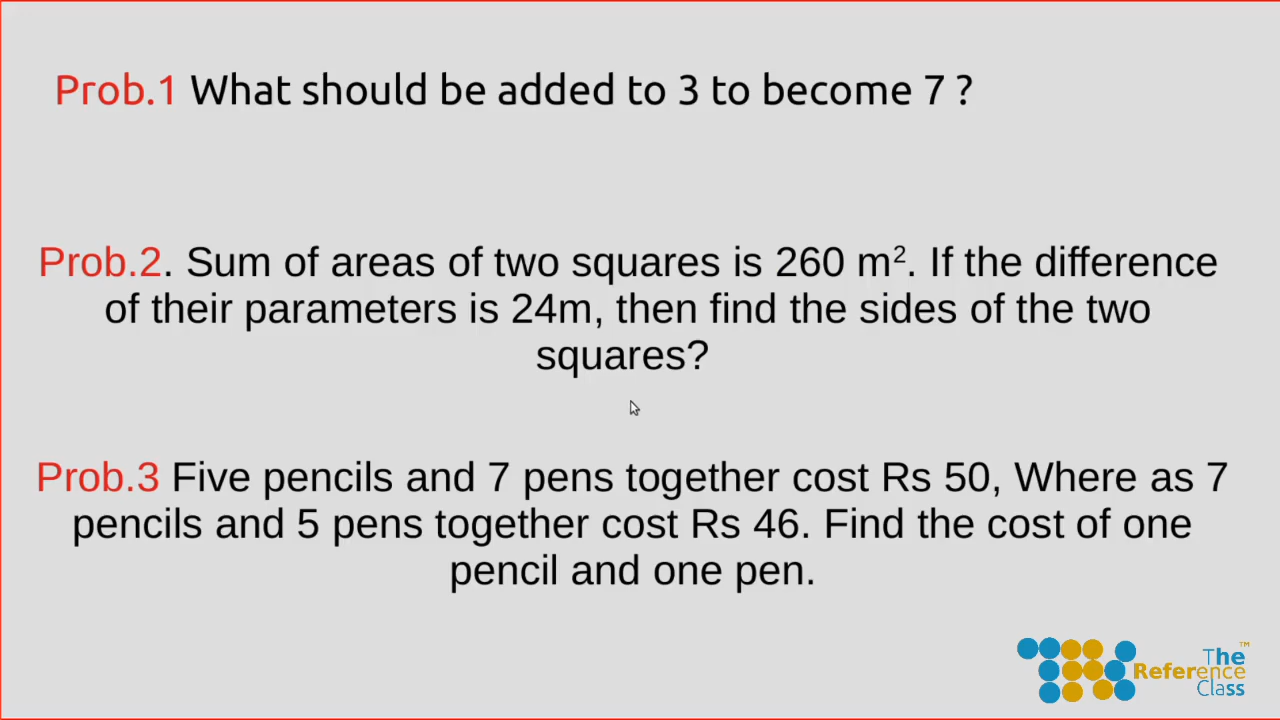 Prob.1 What should be added to 3 to become 7 ?
Prob.2. Sum of areas of two squares is 260 m². If the difference
of their parameters is 24m, then find the sides of the two
squares?
Prob.3 Five pencils and 7 pens together cost Rs 50, Where as 7
pencils and 5 pens together cost Rs 46. Find the cost of one
pencil and one pen.
The™
Reference
Class